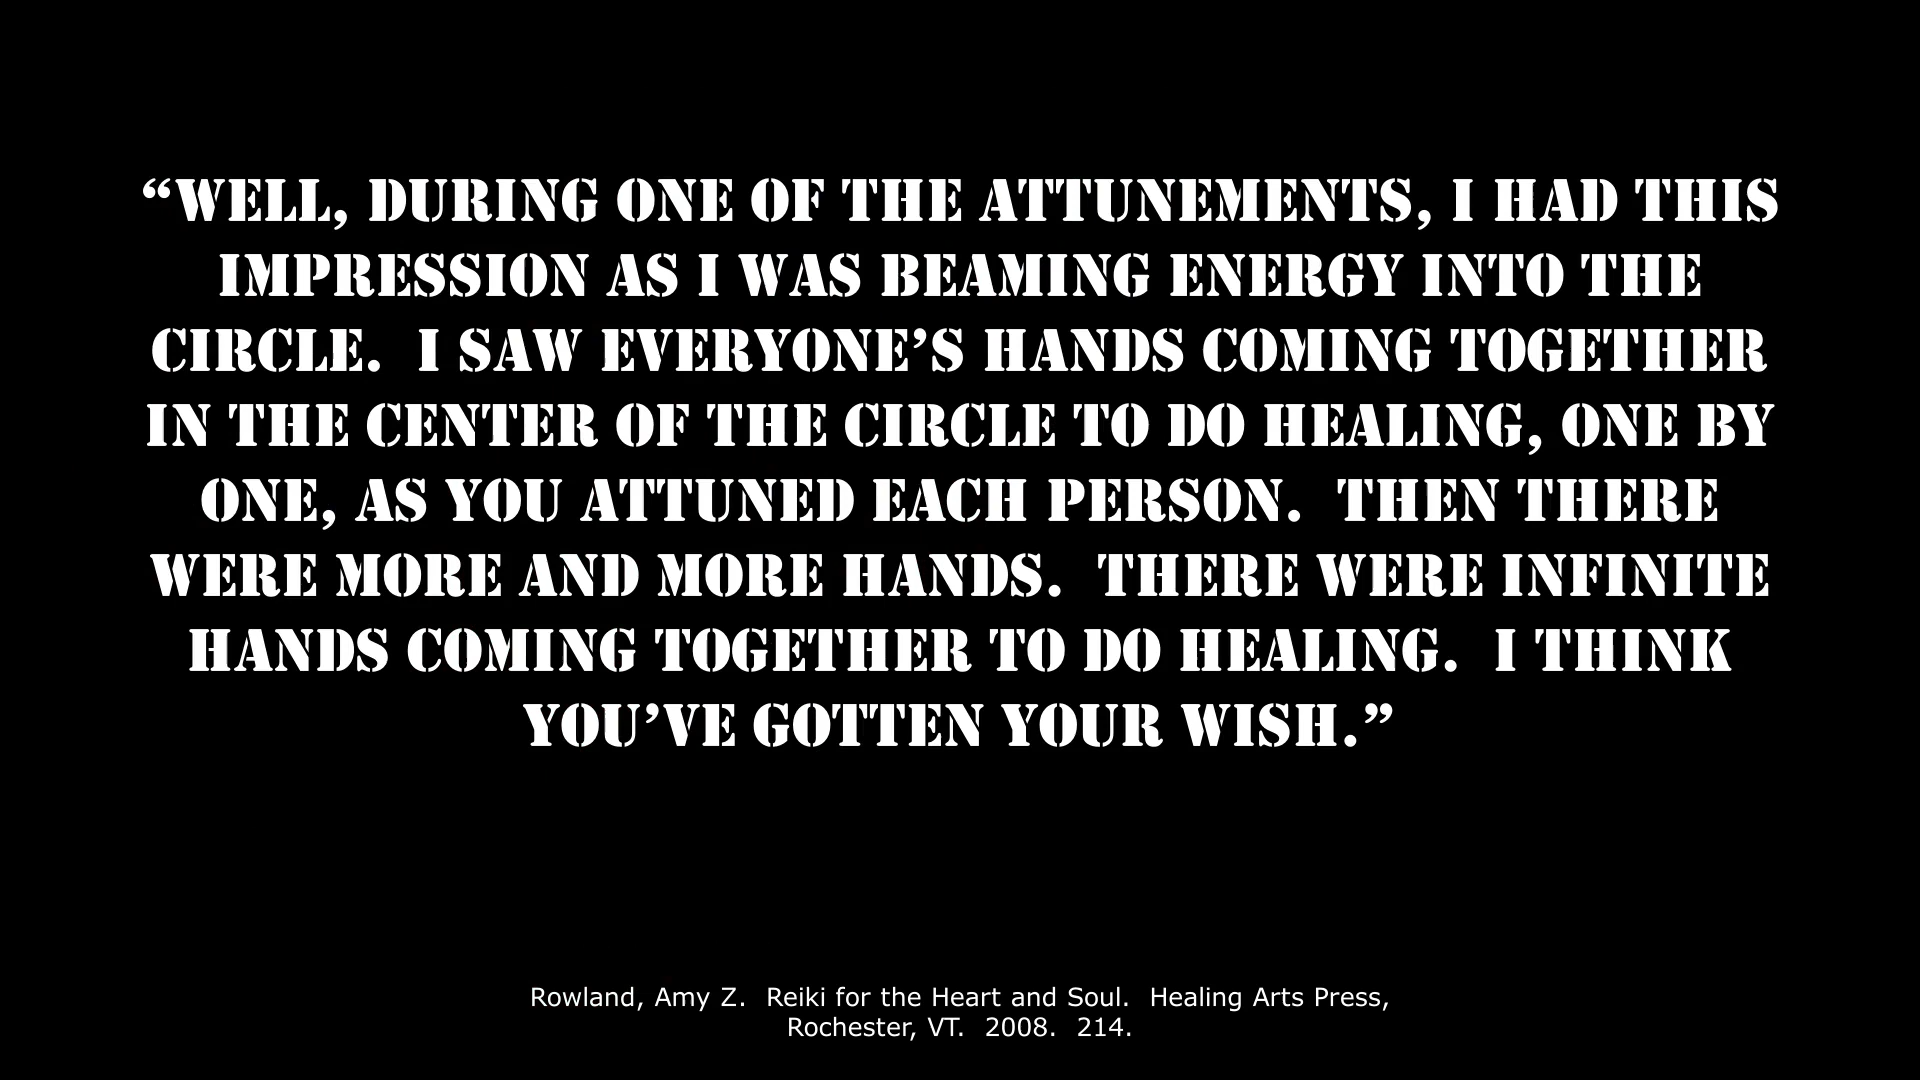 “WELL, DURING ONE OF THE ATTUNEMENTS, I HAD THIS
IMPRESSION AS I WAS BEAMING ENERGY INTO THE
CIRCLE.  I SAW EVERYONE’S HANDS COMING TOGETHER
IN THE CENTER OF THE CIRCLE TO DO HEALING, ONE BY
ONE, AS YOU ATTUNED EACH PERSON.  THEN THERE
WERE MORE AND MORE HANDS.  THERE WERE INFINITE
HANDS COMING TOGETHER TO DO HEALING.  I THINK
YOU’VE GOTTEN YOUR WISH.”
Rowland, Amy Z.  Reiki for the Heart and Soul.  Healing Arts Press,
Rochester, VT.  2008.  214.